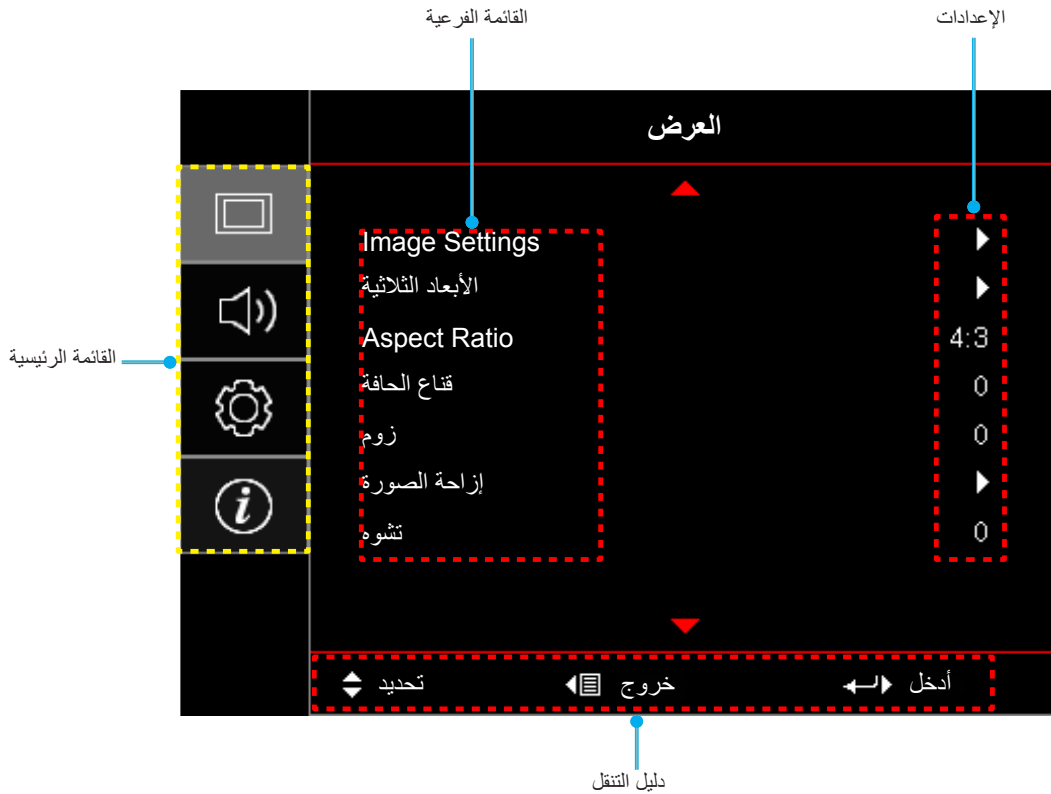 القائمة الفرعية
الإعدادات
العرض
Image Settings
الأبعاد الثلاثية
Aspect Ratio 4:3
قناع الحافة 0
زوم 0
إزاحة الصورة
تشوه 0
القائمة الرئيسية
تحديد خروج أدخل
دليل التنقل